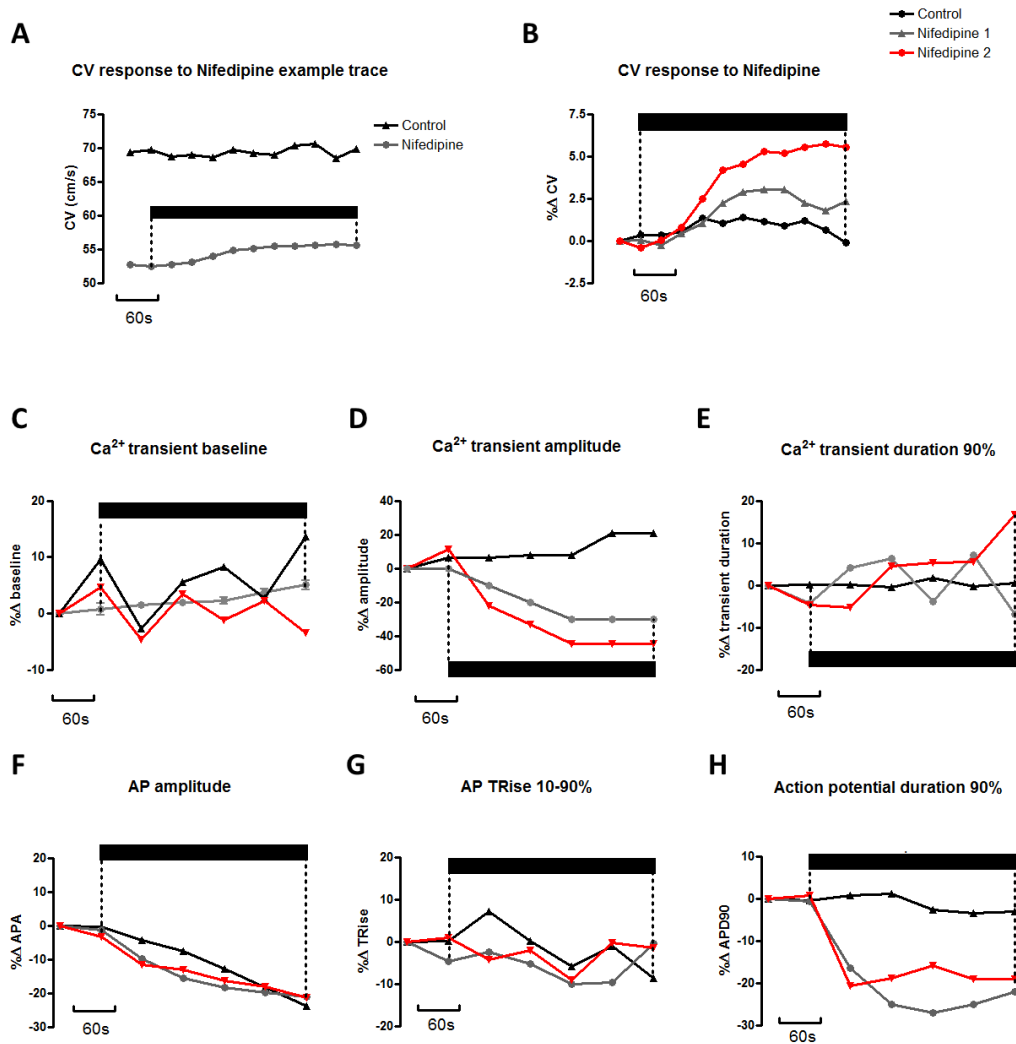 A
B
Control
Nifedipine 1
Nifedipine 2
CV response to Nifedipine example trace
CV response to Nifedipine
CV (cm/s)
75
70
65
60
55
50
Control
Nifedipine
60s
%Δ CV
7.5
5.0
2.5
0.0
-2.5
60s
C
D
E
Ca²⁺ transient baseline
Ca²⁺ transient amplitude
Ca²⁺ transient duration 90%
%Δ baseline
20
10
0
-10
60s
%Δ amplitude
40
20
0
-20
-40
-60
60s
%Δ transient duration
20
10
0
-10
-20
60s
F
G
H
AP amplitude
AP TRise 10-90%
Action potential duration 90%
%Δ APA
20
10
0
-10
-20
-30
60s
%Δ TRise
20
10
0
-10
-20
60s
%Δ APD90
10
0
-10
-20
-30
60s